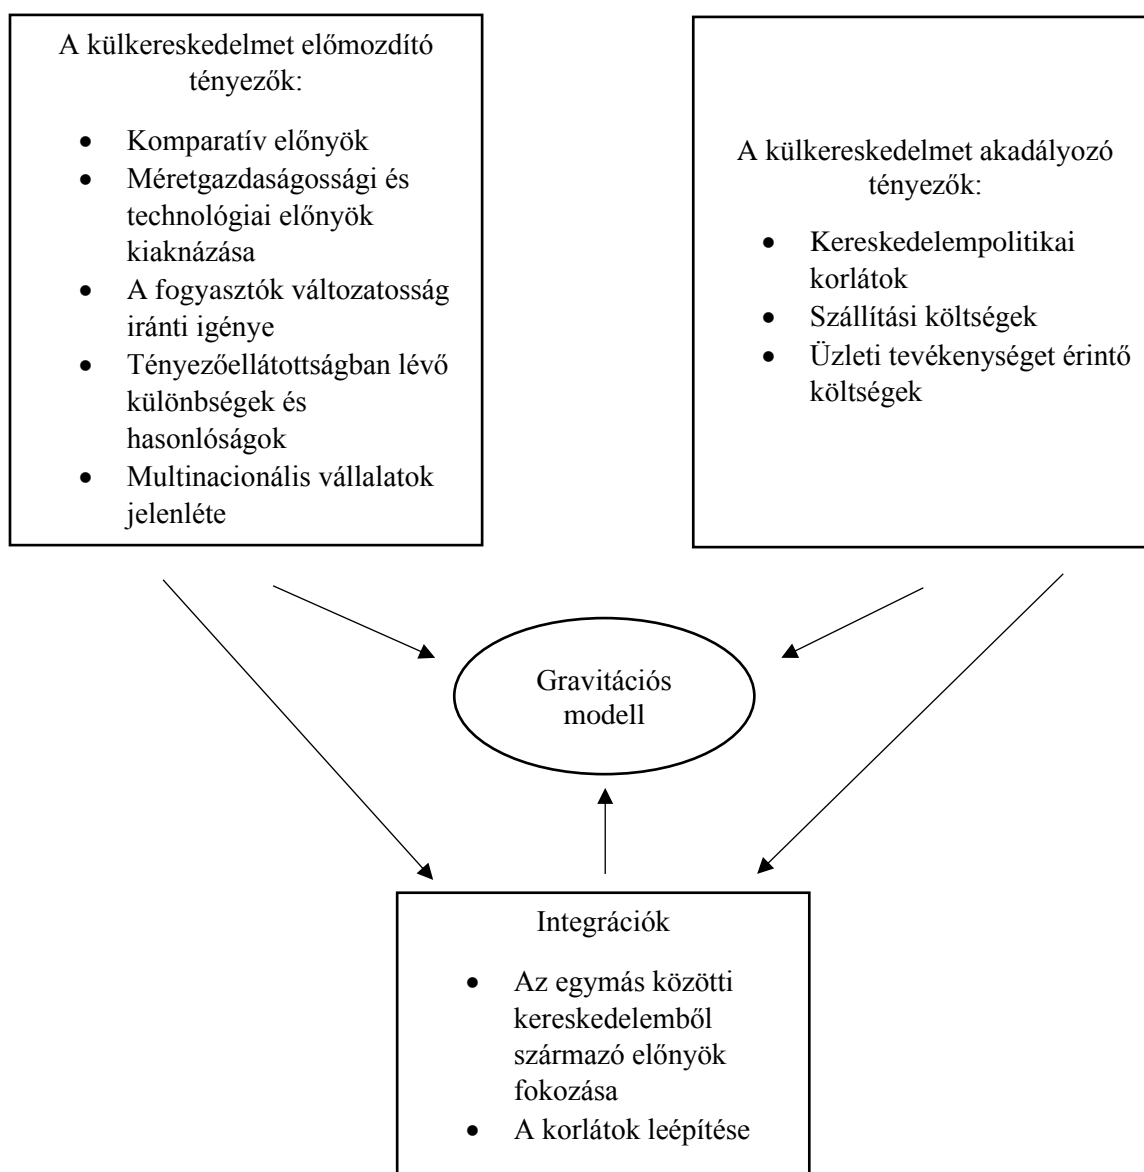 A külkereskedelmet előmozdító
tényezők:
• Komparatív előnyök
• Méretgazdaságossági és
technológiai előnyök
kiaknázása
• A fogyasztók változatosság
iránti igénye
• Tényezőellátottságban lévő
különbségek és
hasonlóságok
• Multinacionális vállalatok
jelenléte
A külkereskedelmet akadályozó
tényezők:
• Kereskedelempolitikai
korlátok
• Szállítási költségek
• Üzleti tevékenységet érintő
költségek
Gravitációs
modell
Integrációk
• Az egymás közötti
kereskedelemből
származó előnyök
fokozása
• A korlátok leépítése